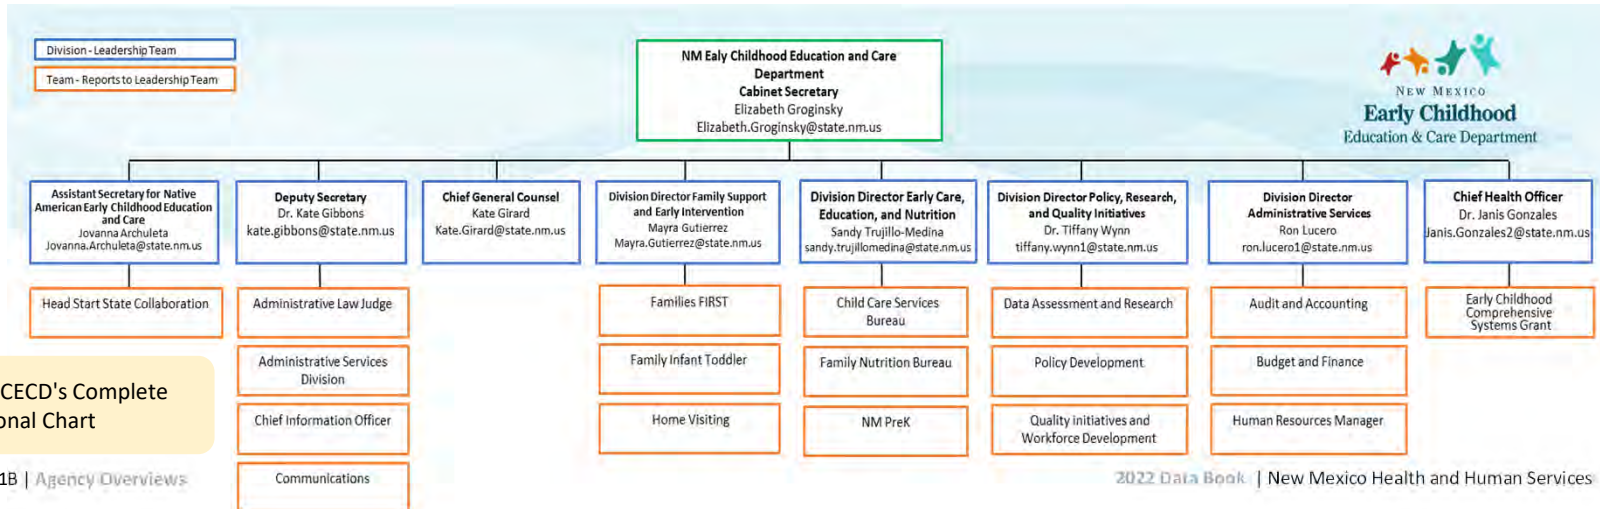 Division - Leadership Team
Team - Reports to Leadership Team
NM Ealy Childhood Education and Care
Department
Cabinet Secretary
Elizabeth Groginsky
Elizabeth.Groginsky@state.nm.us
NEW MEXICO
Early Childhood
Education & Care Department
Assistant Secretary for Native
American Early Childhood Education
and Care
Jovanna Archuleta
Jovanna.Archuleta@state.nm.us
Deputy Secretary
Dr. Kate Gibbons
kate.gibbons@state.nm.us
Chief General Counsel
Kate Girard
Kate.Girard@state.nm.us
Division Director Family Support
and Early Intervention
Mayra Gutierrez
Mayra.Gutierrez@state.nm.us
Division Director Early Care,
Education, and Nutrition
Sandy Trujillo-Medina
sandy.trujillomedina@state.nm.us
Division Director Policy, Research,
and Quality Initiatives
Dr. Tiffany Wynn
tiffany.wynn1@state.nm.us
Division Director
Administrative Services
Ron Lucero
ron.lucero1@state.nm.us
Chief Health Officer
Dr. Janis Gonzales
Janis.Gonzales2@state.nm.us
Head Start State Collaboration
Administrative Law Judge
Administrative Services
Division
Chief Information Officer
Communications
Families FIRST
Family Infant Toddler
Home Visiting
Child Care Services
Bureau
Family Nutrition Bureau
NM PreK
Data Assessment and Research
Policy Development
Quality initiatives and
Workforce Development
Audit and Accounting
Budget and Finance
Human Resources Manager
Early Childhood
Comprehensive
Systems Grant
CECD's Complete
onal Chart
1B | Agency Overviews
2022 Data Book | New Mexico Health and Human Services